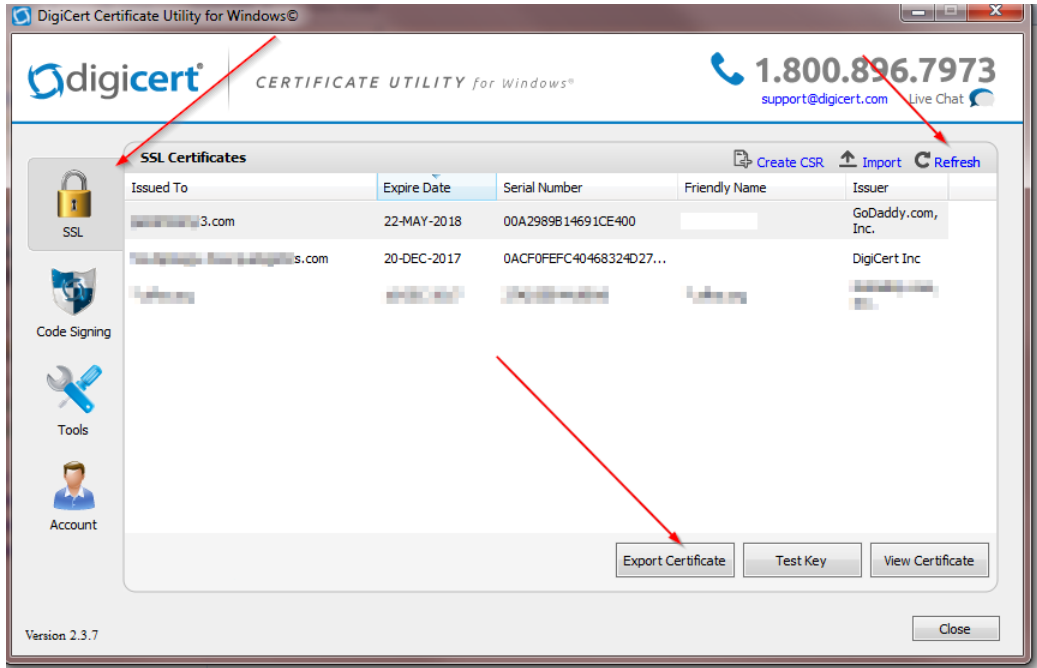 DigiCert Certificate Utility for Windows©
digicert® CERTIFICATE UTILITY for Windows®
1.800.896.7973
support@digicert.com Live Chat
SSL Certificates
Create CSR Import Refresh
Issued To Expire Date Serial Number Friendly Name Issuer
3.com 22-MAY-2018 00A2989B14691CE400 GoDaddy.com,
Inc.
s.com 20-DEC-2017 0ACF0FEFC40468324D27... DigiCert Inc
SSL
Code Signing
Tools
Account
Export Certificate Test Key View Certificate
Version 2.3.7
Close